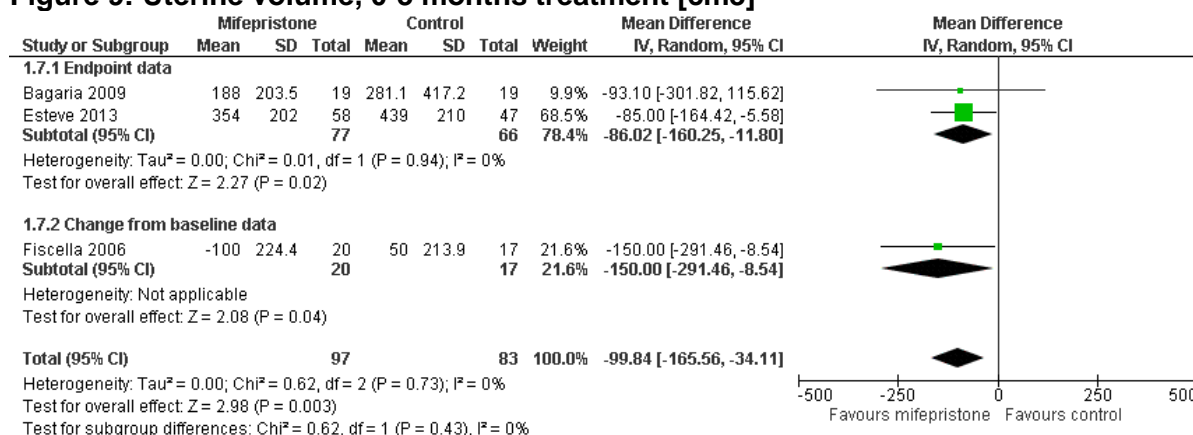 Mifepristone Control Mean Difference Mean Difference
Study or Subgroup Mean SD Total Mean SD Total Weight IV, Random, 95% CI IV, Random, 95% CI
1.7.1 Endpoint data
Bagaria 2009 188 203.5 19 281.1 417.2 19 9.9% -93.10 [-301.82, 115.62]
Esteve 2013 354 202 58 439 210 47 68.5% -85.00 [-164.42, -5.58]
Subtotal (95% CI) 77 66 78.4% -86.02 [-160.25, -11.80]
Heterogeneity: Tau² = 0.00; Chi² = 0.01, df = 1 (P = 0.94); I² = 0%
Test for overall effect: Z = 2.27 (P = 0.02)
1.7.2 Change from baseline data
Fiscella 2006 -100 224.4 20 50 213.9 17 21.6% -150.00 [-291.46, -8.54]
Subtotal (95% CI) 20 17 21.6% -150.00 [-291.46, -8.54]
Heterogeneity: Not applicable
Test for overall effect: Z = 2.08 (P = 0.04)
Total (95% CI) 97 83 100.0% -99.84 [-165.56, -34.11]
Heterogeneity: Tau² = 0.00; Chi² = 0.62, df = 2 (P = 0.73); I² = 0%
Test for overall effect: Z = 2.98 (P = 0.003)
Test for subgroup differences: Chi² = 0.62, df = 1 (P = 0.43), I² = 0%
-500 -250 0 250 500
Favours mifepristone Favours control